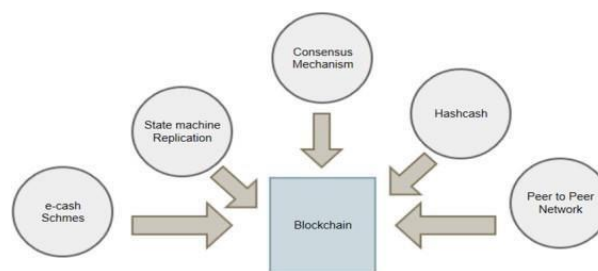 Consensus
Mechanism
State machine
Replication
Hashcash
e-cash
Schmes
Blockchain
Peer to Peer
Network